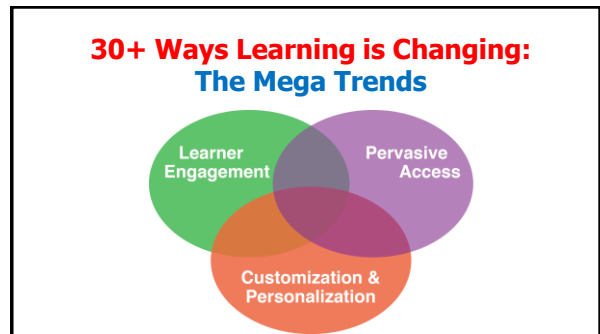 30+ Ways Learning is Changing:
The Mega Trends
Learner
Engagement
Pervasive
Access
Customization &
Personalization